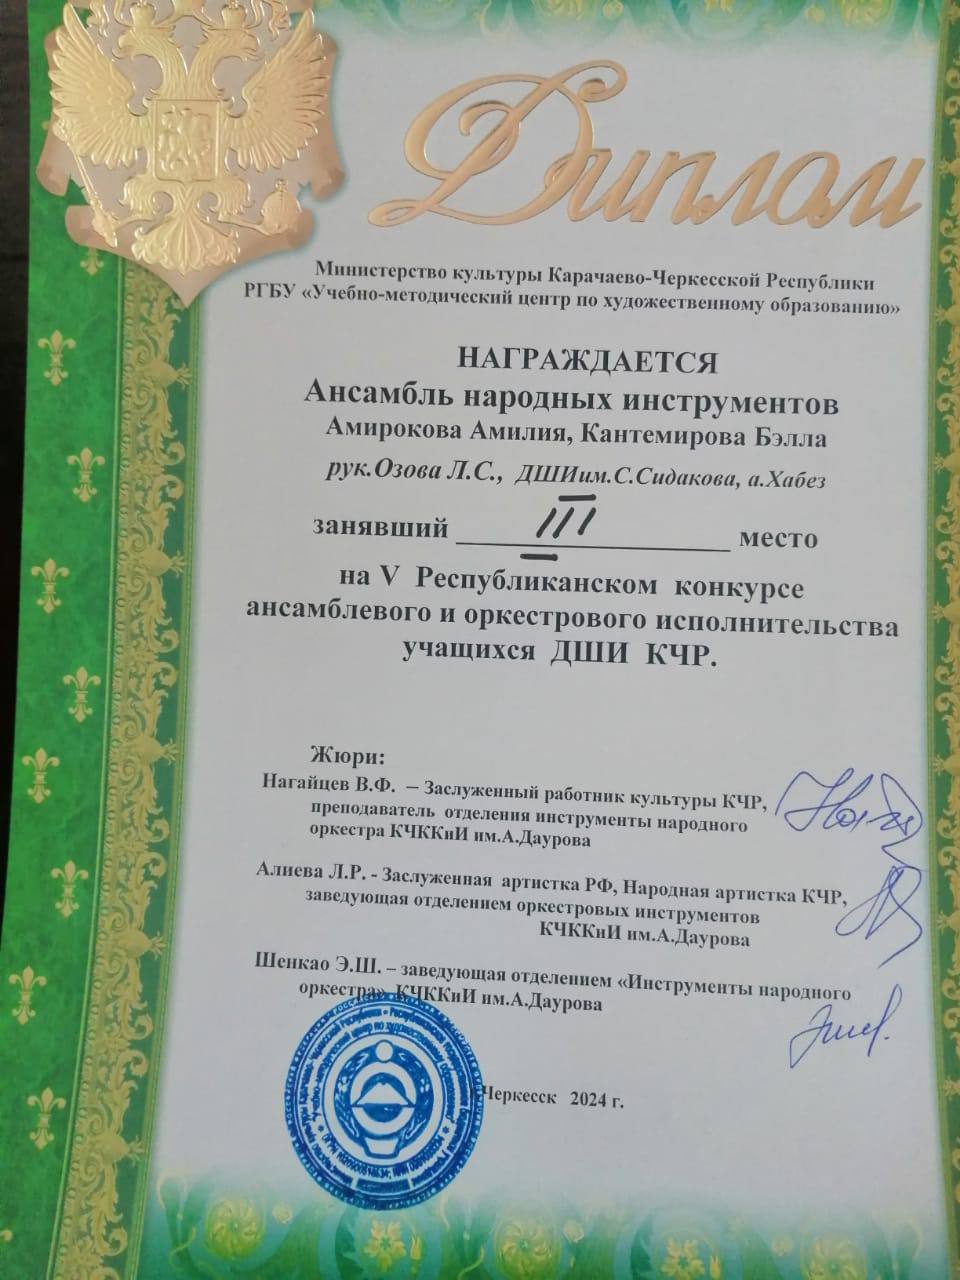 Диплом
Министерство культуры Карачаево-Черкесской Республики
РГБУ «Учебно-методический центр по художественному образованию»
НАГРАЖДАЕТСЯ
Ансамбль народных инструментов
Амирокова Амилия, Кантемирова Бэлла
рук.Озова Л.С., ДШИим.С.Сидакова, а.Хабез
занявший III место
на V Республиканском конкурсе
ансамблевого и оркестрового исполнительства
учащихся ДШИ КЧР.
Жюри:
Нагайцев В.Ф. – Заслуженный работник культуры КЧР,
преподаватель отделения инструменты народного
оркестра КЧККиИ им.А.Даурова
Алиева Л.Р. - Заслуженная артистка РФ, Народная артистка КЧР,
заведующая отделением оркестровых инструментов
КЧККиИ им.А.Даурова
Шенкао Э.Ш. – заведующая отделением «Инструменты народного
оркестра» КЧККиИ им.А.Даурова
Черкесск 2024 г.